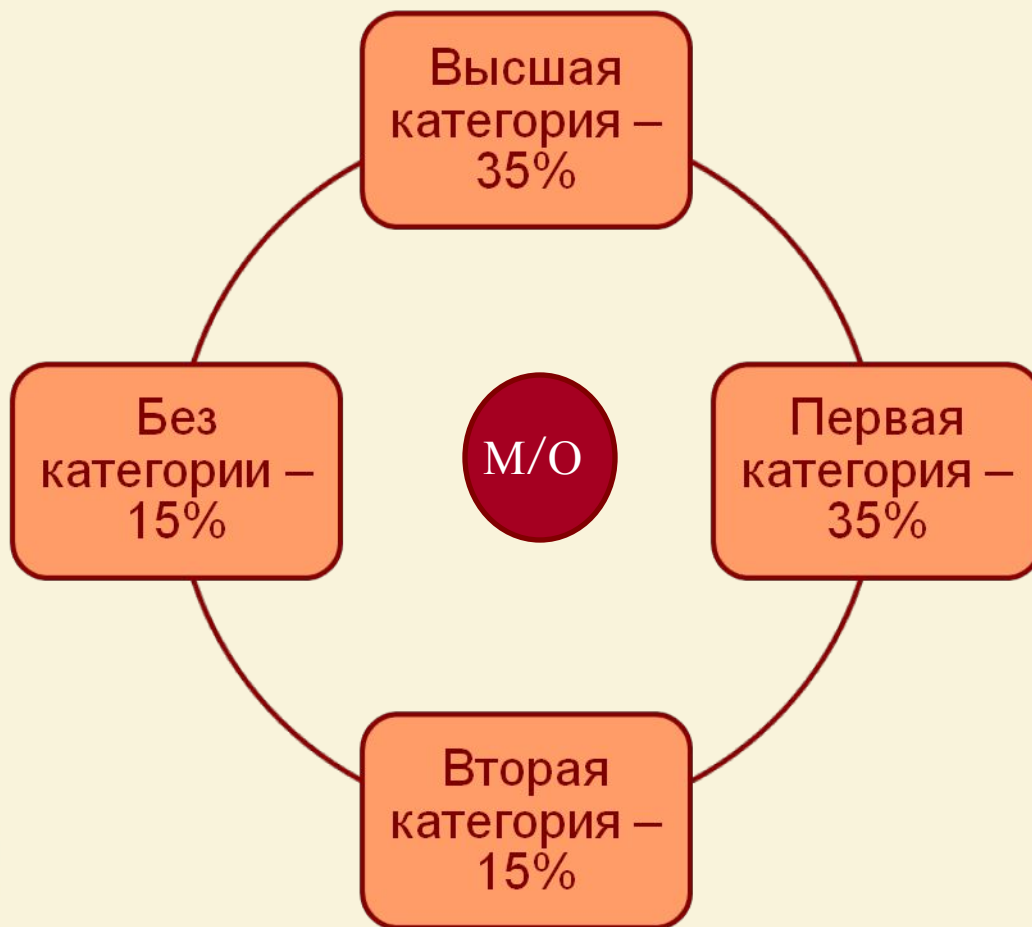 Высшая
категория –
35%
Без
категории –
15%
М/О
Первая
категория –
35%
Вторая
категория –
15%